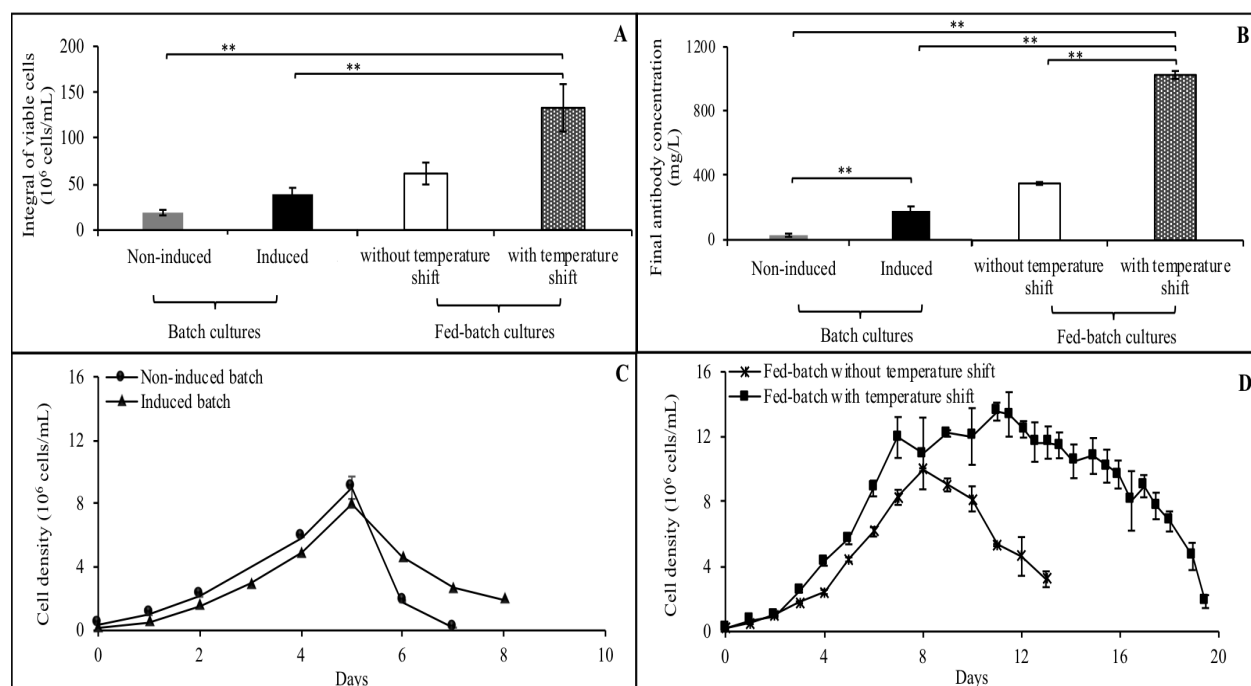 A
Integral of viable cells
(10⁶ cells/mL)
200
150
100
50
0
**
**
Non-induced
Induced
without temperature
shift
with temperature
shift
Batch cultures
Fed-batch cultures
B
Final antibody concentration
(mg/L)
1200
800
400
0
**
**
**
**
Non-induced
Induced
without temperature
shift
with temperature
shift
Batch cultures
Fed-batch cultures
C
Non-induced batch
Induced batch
Cell density (10⁶ cells/mL)
16
12
8
4
0
0 2 4 6 8 10
Days
D
Fed-batch without temperature shift
Fed-batch with temperature shift
Cell density (10⁶ cells/mL)
16
12
8
4
0
0 4 8 12 16 20
Days